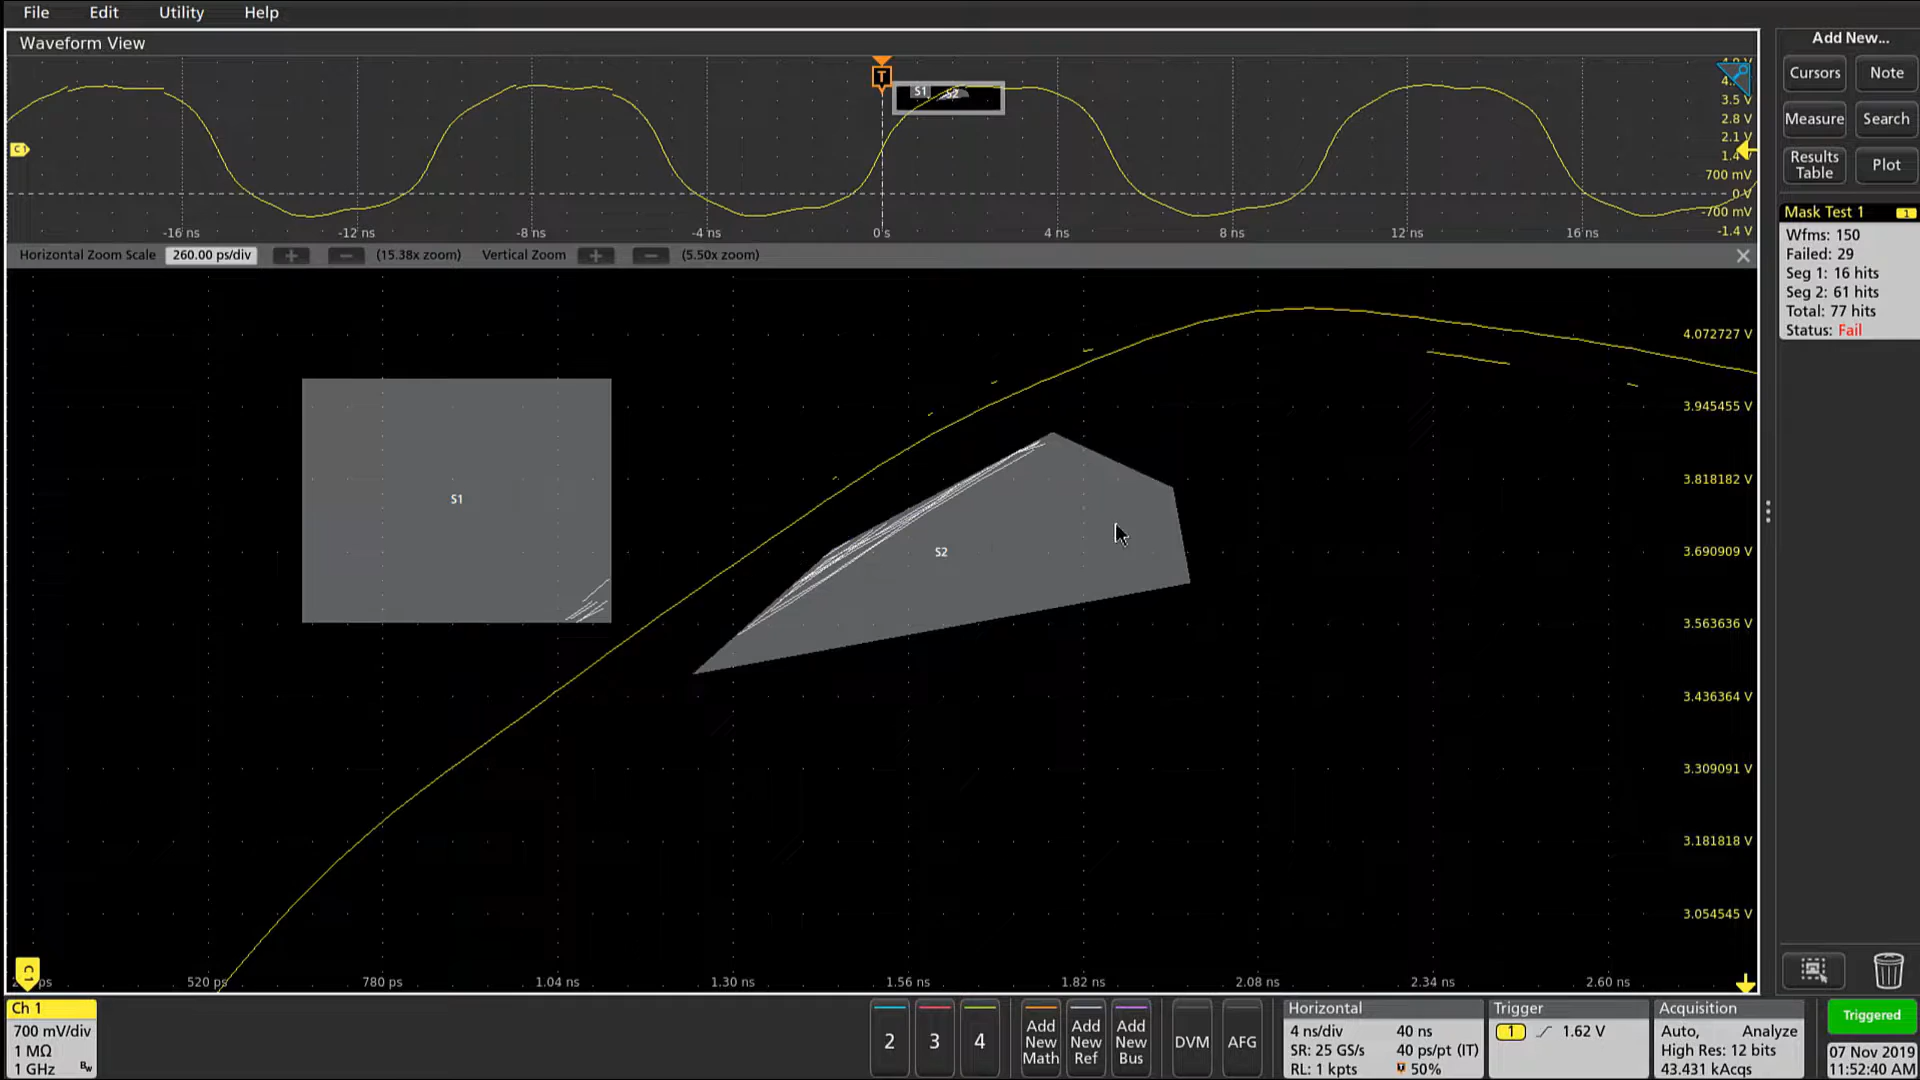 File Edit Utility Help
Waveform View
Add New...
T
S1 S2
3.5 V
2.8 V
2.1 V
1.4
700 mV
0 V
-700 mV
-1.4 V
C1
-16 ns -12 ns -8 ns -4 ns 0 s 4 ns 8 ns 12 ns 16 ns
Horizontal Zoom Scale 260.00 ps/div + − (15.38x zoom) Vertical Zoom + − (5.50x zoom)
Cursors Note
Measure Search
Results
Table
Plot
Mask Test 1 1
Wfms: 150
Failed: 29
Seg 1: 16 hits
Seg 2: 61 hits
Total: 77 hits
Status: Fail
4.072727 V
3.945455 V
3.818182 V
3.690909 V
3.563636 V
3.436364 V
3.309091 V
3.181818 V
3.054545 V
S1
S2
C1
ps 520 ps 780 ps 1.04 ns 1.30 ns 1.56 ns 1.82 ns 2.08 ns 2.34 ns 2.60 ns
Ch 1
700 mV/div
1 MΩ
1 GHz Bw
2 3 4
Add
New
Math
Add
New
Ref
Add
New
Bus
DVM AFG
Horizontal
4 ns/div 40 ns
SR: 25 GS/s 40 ps/pt (IT)
RL: 1 kpts 50%
Trigger
1 1.62 V
Acquisition
Auto, Analyze
High Res: 12 bits
43.431 kAcqs
Triggered
07 Nov 2019
11:52:40 AM